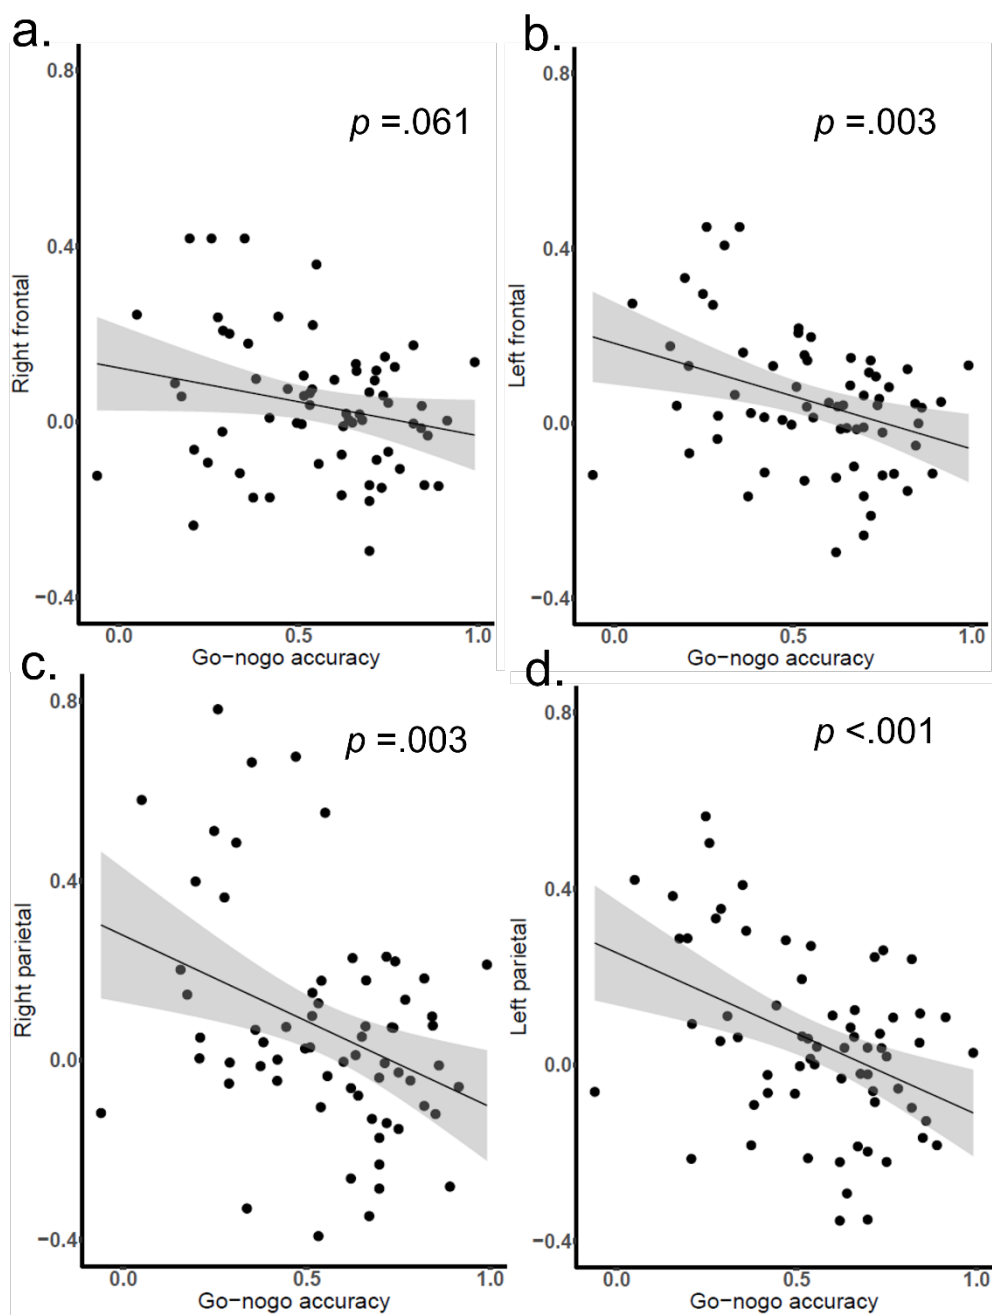 a.
p =.061
0.8
0.4
0.0
−0.4
Right frontal
0.0 0.5 1.0
Go−nogo accuracy
b.
p =.003
0.8
0.4
0.0
−0.4
Left frontal
0.0 0.5 1.0
Go−nogo accuracy
c.
p =.003
0.8
0.4
0.0
−0.4
Right parietal
0.0 0.5 1.0
Go−nogo accuracy
d.
p <.001
0.8
0.4
0.0
−0.4
Left parietal
0.0 0.5 1.0
Go−nogo accuracy